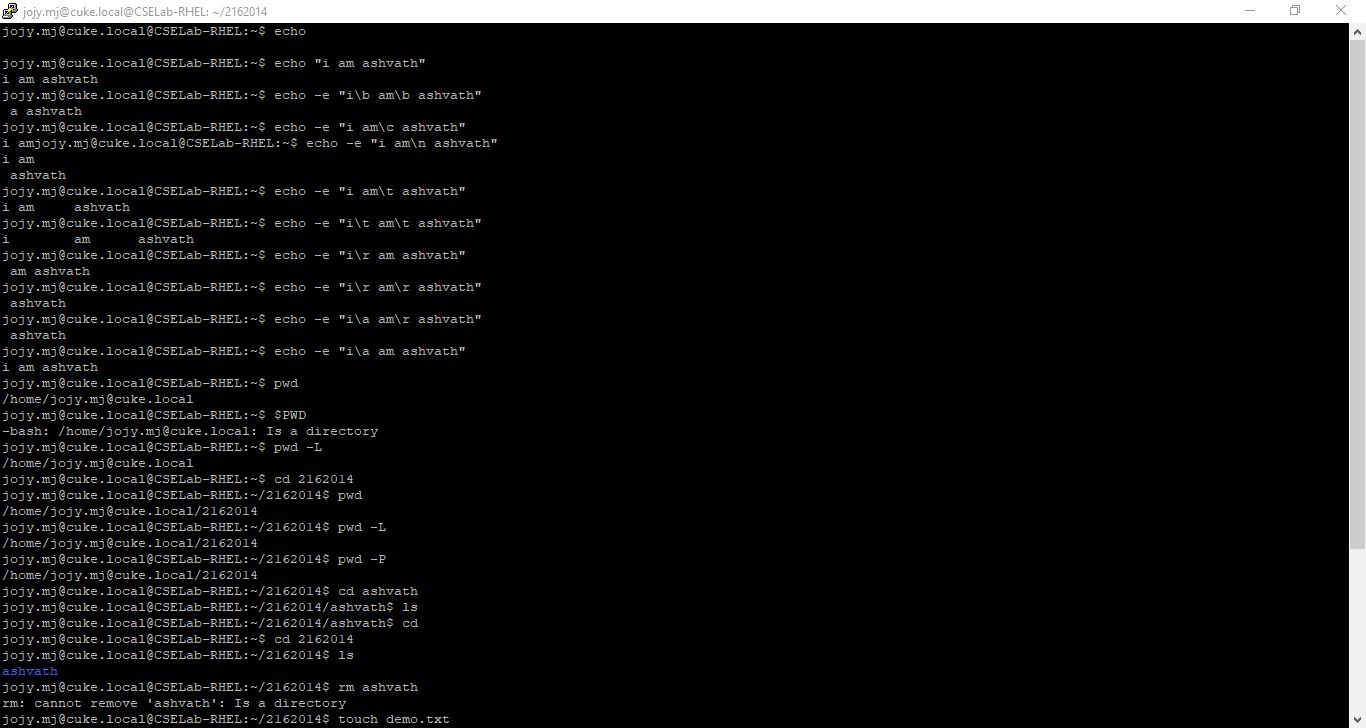 jojy.mj@cuke.local@CSELab-RHEL: ~/2162014
jojy.mj@cuke.local@CSELab-RHEL:~$ echo
jojy.mj@cuke.local@CSELab-RHEL:~$ echo "i am ashvath"
i am ashvath
jojy.mj@cuke.local@CSELab-RHEL:~$ echo -e "i\b am\b ashvath"
 a ashvath
jojy.mj@cuke.local@CSELab-RHEL:~$ echo -e "i am\c ashvath"
i amjojy.mj@cuke.local@CSELab-RHEL:~$ echo -e "i am\n ashvath"
i am
 ashvath
jojy.mj@cuke.local@CSELab-RHEL:~$ echo -e "i am\t ashvath"
i am     ashvath
jojy.mj@cuke.local@CSELab-RHEL:~$ echo -e "i\t am\t ashvath"
i        am      ashvath
jojy.mj@cuke.local@CSELab-RHEL:~$ echo -e "i\r am ashvath"
 am ashvath
jojy.mj@cuke.local@CSELab-RHEL:~$ echo -e "i\r am\r ashvath"
 ashvath
jojy.mj@cuke.local@CSELab-RHEL:~$ echo -e "i\a am\r ashvath"
 ashvath
jojy.mj@cuke.local@CSELab-RHEL:~$ echo -e "i\a am ashvath"
i am ashvath
jojy.mj@cuke.local@CSELab-RHEL:~$ pwd
/home/jojy.mj@cuke.local
jojy.mj@cuke.local@CSELab-RHEL:~$ $PWD
-bash: /home/jojy.mj@cuke.local: Is a directory
jojy.mj@cuke.local@CSELab-RHEL:~$ pwd -L
/home/jojy.mj@cuke.local
jojy.mj@cuke.local@CSELab-RHEL:~$ cd 2162014
jojy.mj@cuke.local@CSELab-RHEL:~/2162014$ pwd
/home/jojy.mj@cuke.local/2162014
jojy.mj@cuke.local@CSELab-RHEL:~/2162014$ pwd -L
/home/jojy.mj@cuke.local/2162014
jojy.mj@cuke.local@CSELab-RHEL:~/2162014$ pwd -P
/home/jojy.mj@cuke.local/2162014
jojy.mj@cuke.local@CSELab-RHEL:~/2162014$ cd ashvath
jojy.mj@cuke.local@CSELab-RHEL:~/2162014/ashvath$ ls
jojy.mj@cuke.local@CSELab-RHEL:~/2162014/ashvath$ cd
jojy.mj@cuke.local@CSELab-RHEL:~$ cd 2162014
jojy.mj@cuke.local@CSELab-RHEL:~/2162014$ ls
ashvath
jojy.mj@cuke.local@CSELab-RHEL:~/2162014$ rm ashvath
rm: cannot remove 'ashvath': Is a directory
jojy.mj@cuke.local@CSELab-RHEL:~/2162014$ touch demo.txt